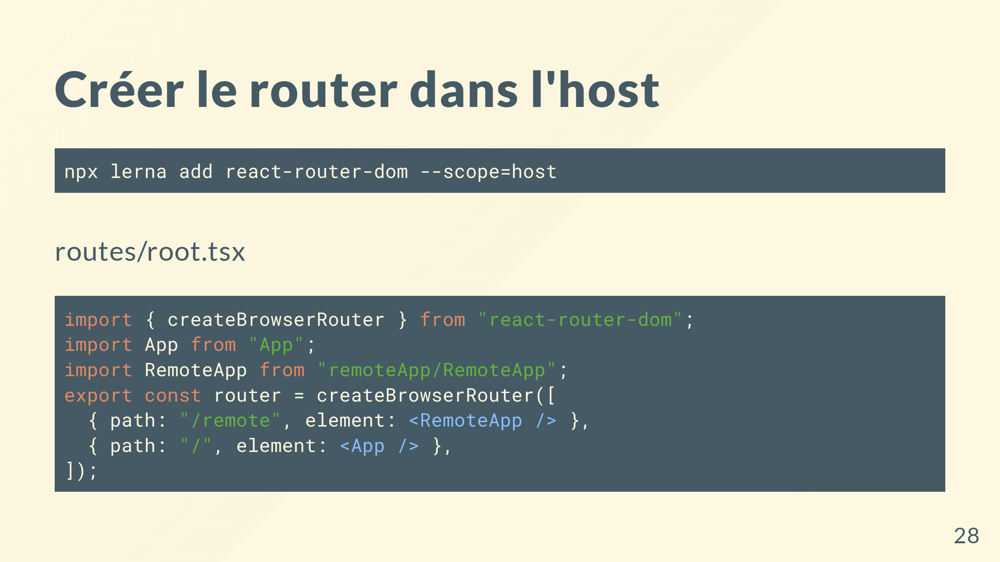 Créer le router dans l'host
npx lerna add react-router-dom --scope=host
routes/root.tsx
import { createBrowserRouter } from "react-router-dom";
import App from "App";
import RemoteApp from "remoteApp/RemoteApp";
export const router = createBrowserRouter([
  { path: "/remote", element: <RemoteApp /> },
  { path: "/", element: <App /> },
]);
28